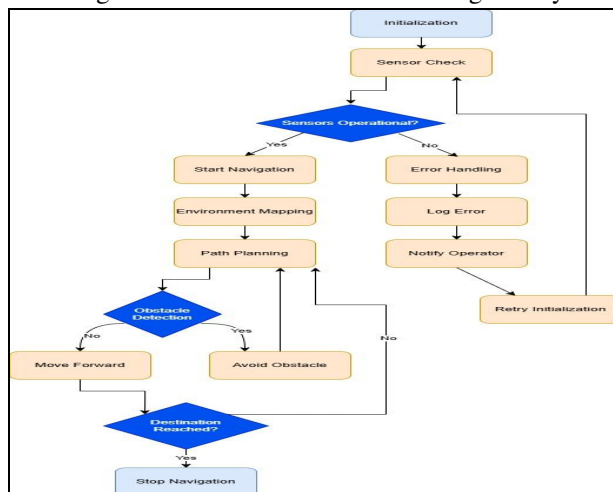 Initialization
Sensor Check
Sensors Operational?
Yes
No
Start Navigation
Error Handling
Environment Mapping
Log Error
Path Planning
Notify Operator
Obstacle
Detection
Retry Initialization
No
Yes
No
Move Forward
Avoid Obstacle
Destination
Reached?
Yes
Stop Navigation